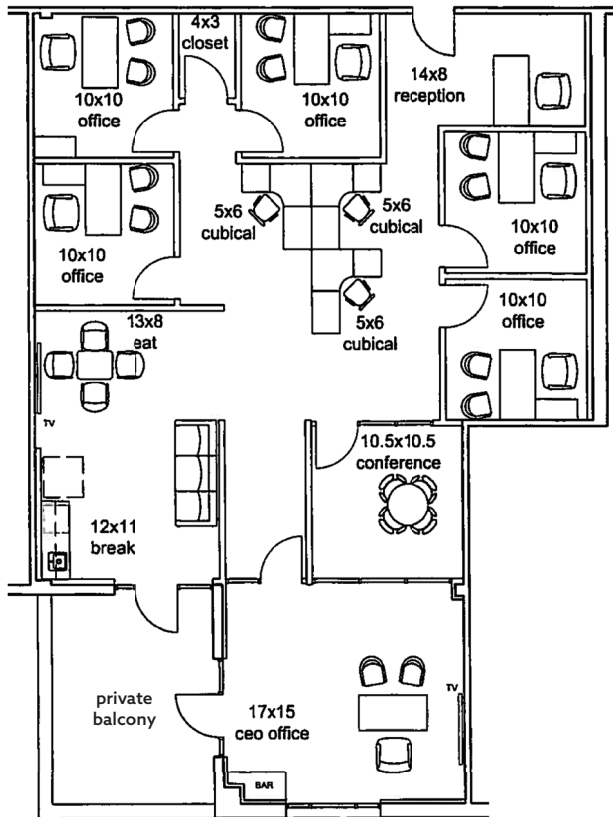 4x3
closet
14x8
reception
10x10
office
10x10
office
5x6
cubical
5x6
cubical
10x10
office
10x10
office
10x10
office
13x8
eat
5x6
cubical
TV
10.5x10.5
conference
12x11
break
private
balcony
17x15
ceo office
TV
BAR